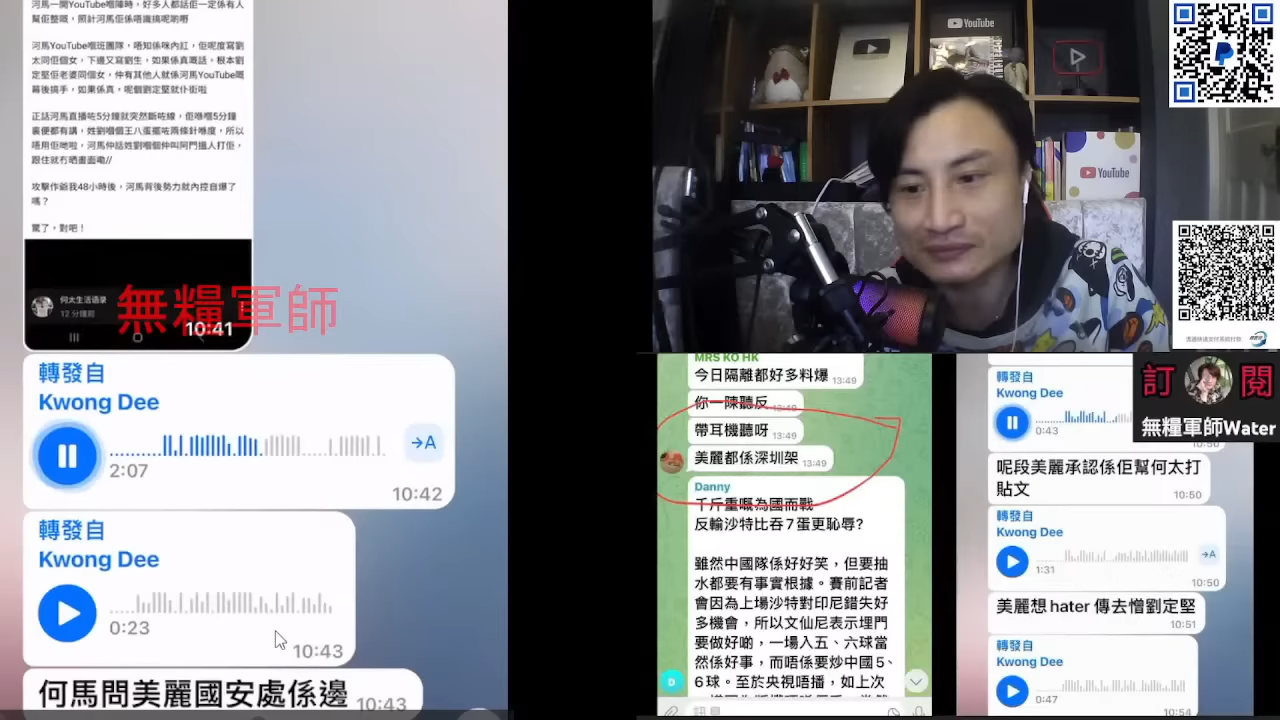 河馬一開YouTube嗰陣時，好多人都話佢一定係有人
幫佢整嘅，照計河馬佢係唔識搞呢啲嘢
河馬YouTube嗰班團隊，唔知係咪內訌，佢呢度寫劉
太同佢個女，下邊又寫劉生，如果係真嘅話，根本劉
定堅佢老婆同個女，仲有其他人就係河馬YouTube嘅
幕後搞手，如果係真，呢個劉定堅就仆街啦
正話河馬直播咗5分鐘就突然斷咗線，佢喺嗰5分鐘
裏便都有講，姓劉嗰個王八蛋擺咗兩條針喺度，所以
唔用佢哋啦，河馬仲話姓劉嗰個仲叫阿門搵人打佢，
跟住就冇晒畫面嘞//
攻擊作爺我48小時後，河馬背後勢力就內控自爆了
嗎？
驚了，對吧！
何太生活语录
12 分鐘前
無糧軍師
10:41
轉發自
Kwong Dee
2:07
→A
10:42
轉發自
Kwong Dee
0:23
10:43
何馬問美麗國安處係邊
10:43
YouTube
YouTube
MRS KO HK
今日隔離都好多料爆
13:49
你一陣聽反
13:49
帶耳機聽呀
13:49
美麗都係深圳架
13:49
Danny
千斤重嘅為國而戰
反輸沙特比吞７蛋更恥辱?
雖然中國隊係好好笑，但要抽
水都要有事實根據。賽前記者
會因為上場沙特對印尼錯失好
多機會，所以文仙尼表示埋門
要做好啲，一場入五、六球當
然係好事，而唔係要炒中國 5、
6 球。至於央視唔播，如上次
D
轉發自
Kwong Dee
0:43
10:50
訂
閱
無糧軍師Water
呢段美麗承認係佢幫何太打
貼文
10:50
轉發自
Kwong Dee
1:31
→A
10:50
美麗想 hater 傳去憎劉定堅
10:51
轉發自
Kwong Dee
0:47
10:54